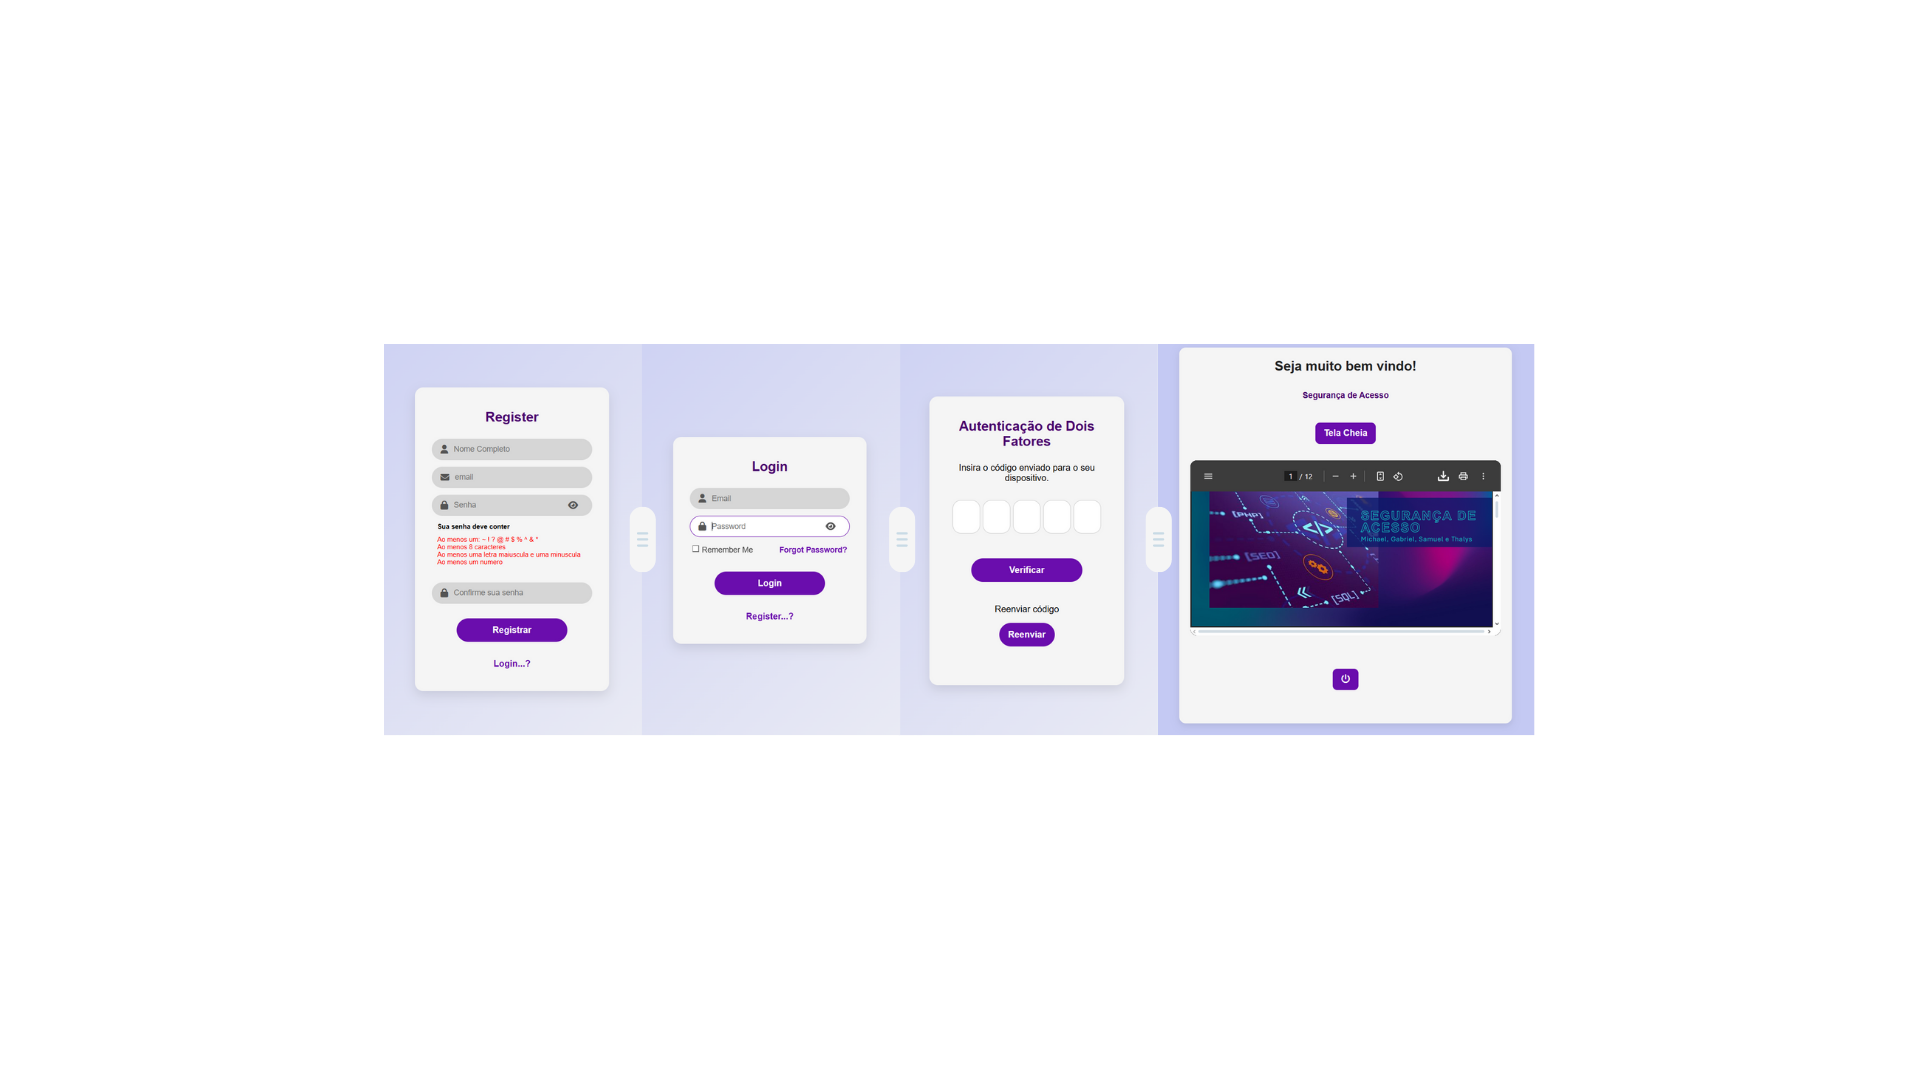 Register
Nome Completo
email
Senha
Sua senha deve conter
Ao menos um: ~ ! ? @ # $ % ^ & *
Ao menos 8 caracteres
Ao menos uma letra maiuscula e uma minuscula
Ao menos um numero
Confirme sua senha
Registrar
Login...?
Login
Email
Password
Remember Me
Forgot Password?
Login
Register...?
Autenticação de Dois
Fatores
Insira o código enviado para o seu
dispositivo.
Verificar
Reenviar código
Reenviar
Seja muito bem vindo!
Segurança de Acesso
Tela Cheia
1 / 12
[PHP]
</>
[SEO]
[SQL]
SEGURANÇA DE
ACESSO
Michael, Gabriel, Samuel e Thalys